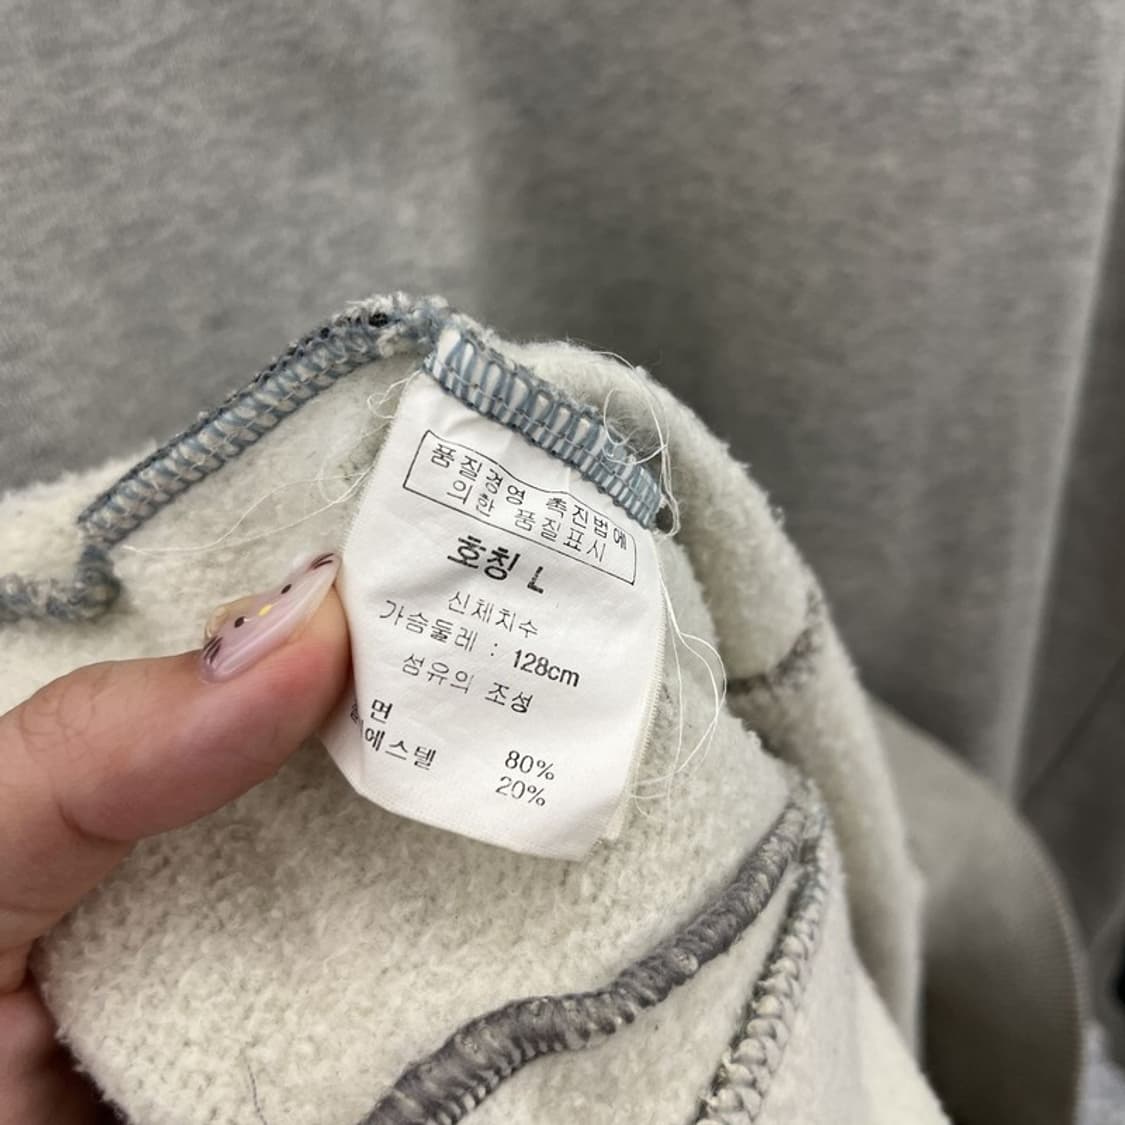 품질경영 촉진법에
의한 품질표시
호칭 L
신체치수
가슴둘레 : 128cm
섬유의 조성
면 80%
에스텔 20%